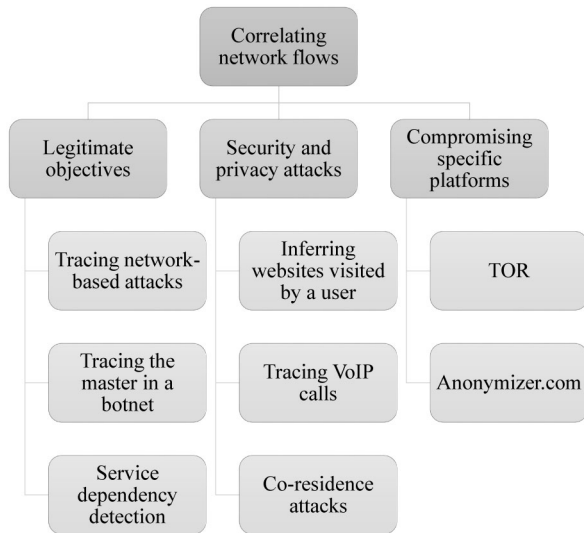 Correlating
network flows
Legitimate
objectives
Security and
privacy attacks
Compromising
specific
platforms
Tracing network-
based attacks
Inferring
websites visited
by a user
TOR
Tracing the
master in a
botnet
Tracing VoIP
calls
Anonymizer.com
Service
dependency
detection
Co-residence
attacks